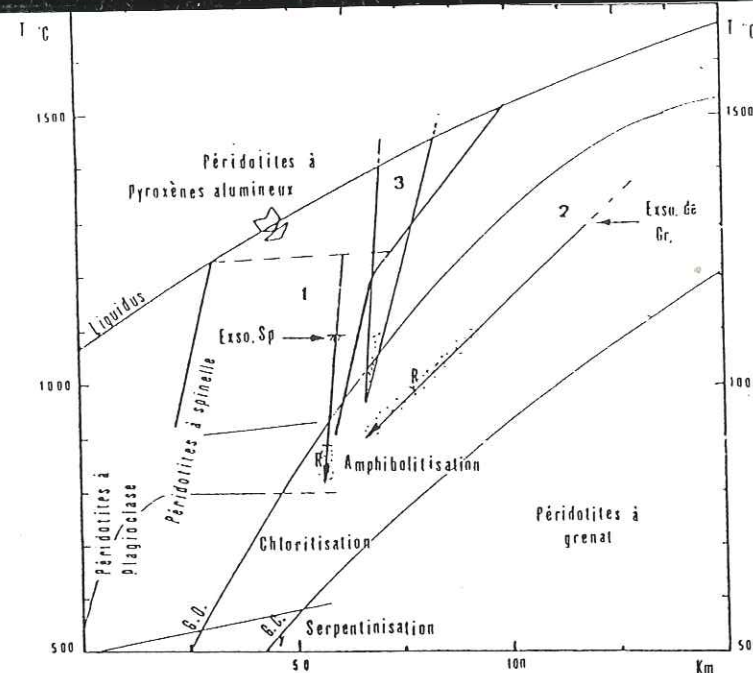 T °C
T °C
1500
1500
Péridotites à
Pyroxènes alumineux
3
2
Exsu. de
Gr.
Liquidus
1
Exso. Sp
1000
R
R
Amphibolitisation
Péridotites à spinelle
Péridotites à
plagioclase
Péridotites à
grenat
Chloritisation
G.O.
G.C.
Serpentinisation
500
50
100
Km